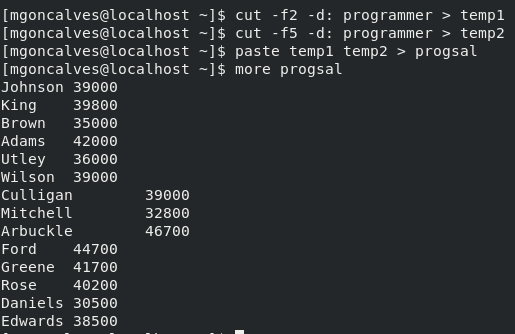 [mgoncalves@localhost ~]$ cut -f2 -d: programmer > temp1
[mgoncalves@localhost ~]$ cut -f5 -d: programmer > temp2
[mgoncalves@localhost ~]$ paste temp1 temp2 > progsal
[mgoncalves@localhost ~]$ more progsal
Johnson 39000
King    39800
Brown   35000
Adams   42000
Utley   36000
Wilson  39000
Culligan        39000
Mitchell        32800
Arbuckle        46700
Ford    44700
Greene  41700
Rose    40200
Daniels 30500
Edwards 38500